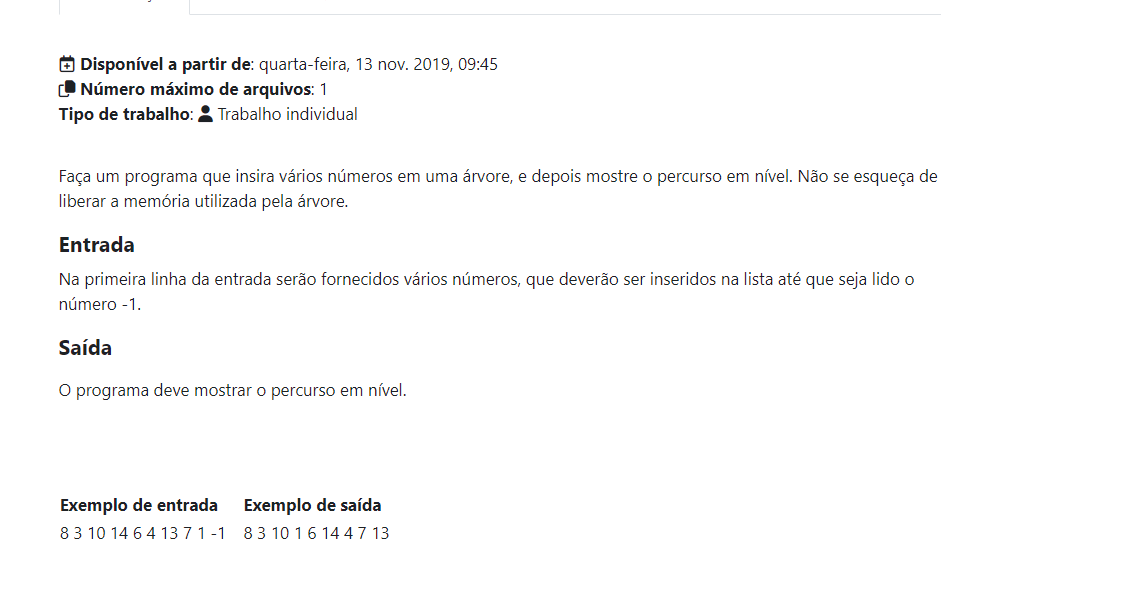 Disponível a partir de: quarta-feira, 13 nov. 2019, 09:45
Número máximo de arquivos: 1
Tipo de trabalho: Trabalho individual
Faça um programa que insira vários números em uma árvore, e depois mostre o percurso em nível. Não se esqueça de
liberar a memória utilizada pela árvore.
Entrada
Na primeira linha da entrada serão fornecidos vários números, que deverão ser inseridos na lista até que seja lido o
número -1.
Saída
O programa deve mostrar o percurso em nível.
Exemplo de entrada Exemplo de saída
8 3 10 14 6 4 13 7 1 -1 8 3 10 1 6 14 4 7 13